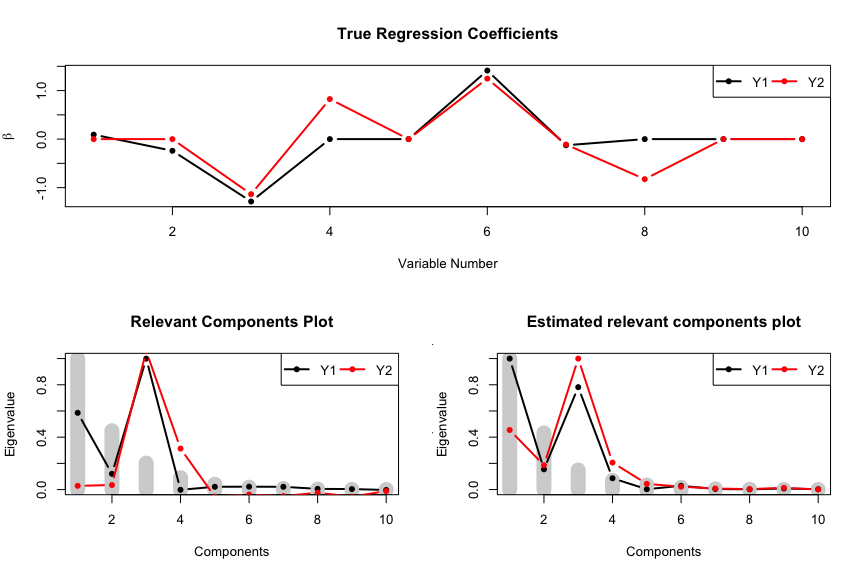 True Regression Coefficients
β
1.0
0.0
-1.0
Y1 Y2
2 4 6 8 10
Variable Number
Relevant Components Plot
Eigenvalue
0.8
0.4
0.0
Y1 Y2
2 4 6 8 10
Components
Estimated relevant components plot
Eigenvalue
0.8
0.4
0.0
Y1 Y2
2 4 6 8 10
Components